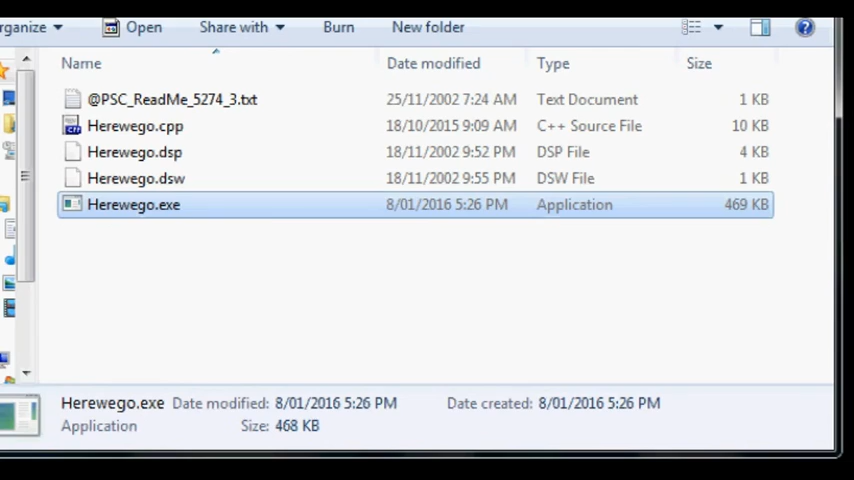 rganize Open Share with Burn New folder
Name Date modified Type Size
@PSC_ReadMe_5274_3.txt 25/11/2002 7:24 AM Text Document 1 KB
Herewego.cpp 18/10/2015 9:09 AM C++ Source File 10 KB
Herewego.dsp 18/11/2002 9:52 PM DSP File 4 KB
Herewego.dsw 18/11/2002 9:55 PM DSW File 1 KB
Herewego.exe 8/01/2016 5:26 PM Application 469 KB
Herewego.exe Date modified: 8/01/2016 5:26 PM Date created: 8/01/2016 5:26 PM
Application Size: 468 KB